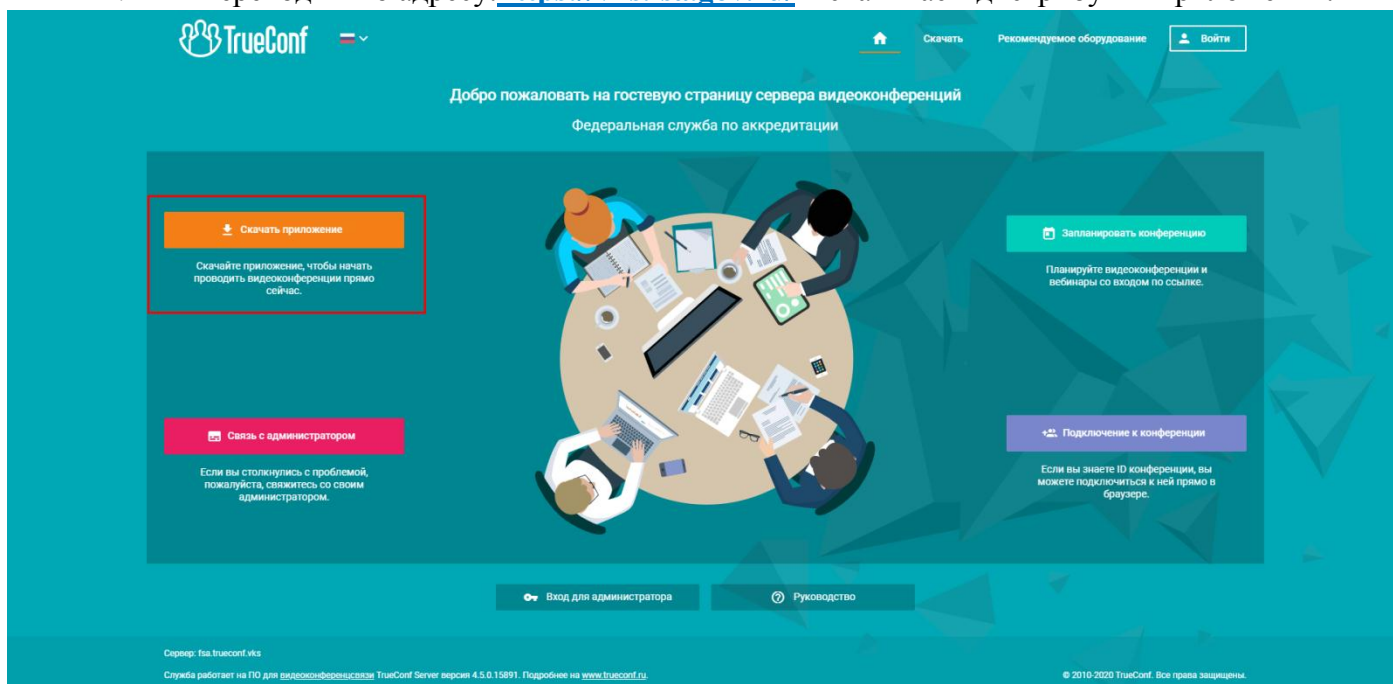 TrueConf
Скачать
Рекомендуемое оборудование
Войти
Добро пожаловать на гостевую страницу сервера видеоконференций
Федеральная служба по аккредитации
Скачать приложение
Скачайте приложение, чтобы начать
проводить видеоконференции прямо
сейчас.
Запланировать конференцию
Планируйте видеоконференции и
вебинары со входом по ссылке.
Связь с администратором
Если вы столкнулись с проблемой,
пожалуйста, свяжитесь со своим
администратором.
Подключение к конференции
Если вы знаете ID конференции, вы
можете подключиться к ней прямо в
браузере.
Вход для администратора
Руководство
Сервер: fsa.trueconf.vks
Служба работает на ПО для видеоконференцсвязи TrueConf Server версия 4.5.0.15891. Подробнее на www.trueconf.ru.
© 2010-2020 TrueConf. Все права защищены.